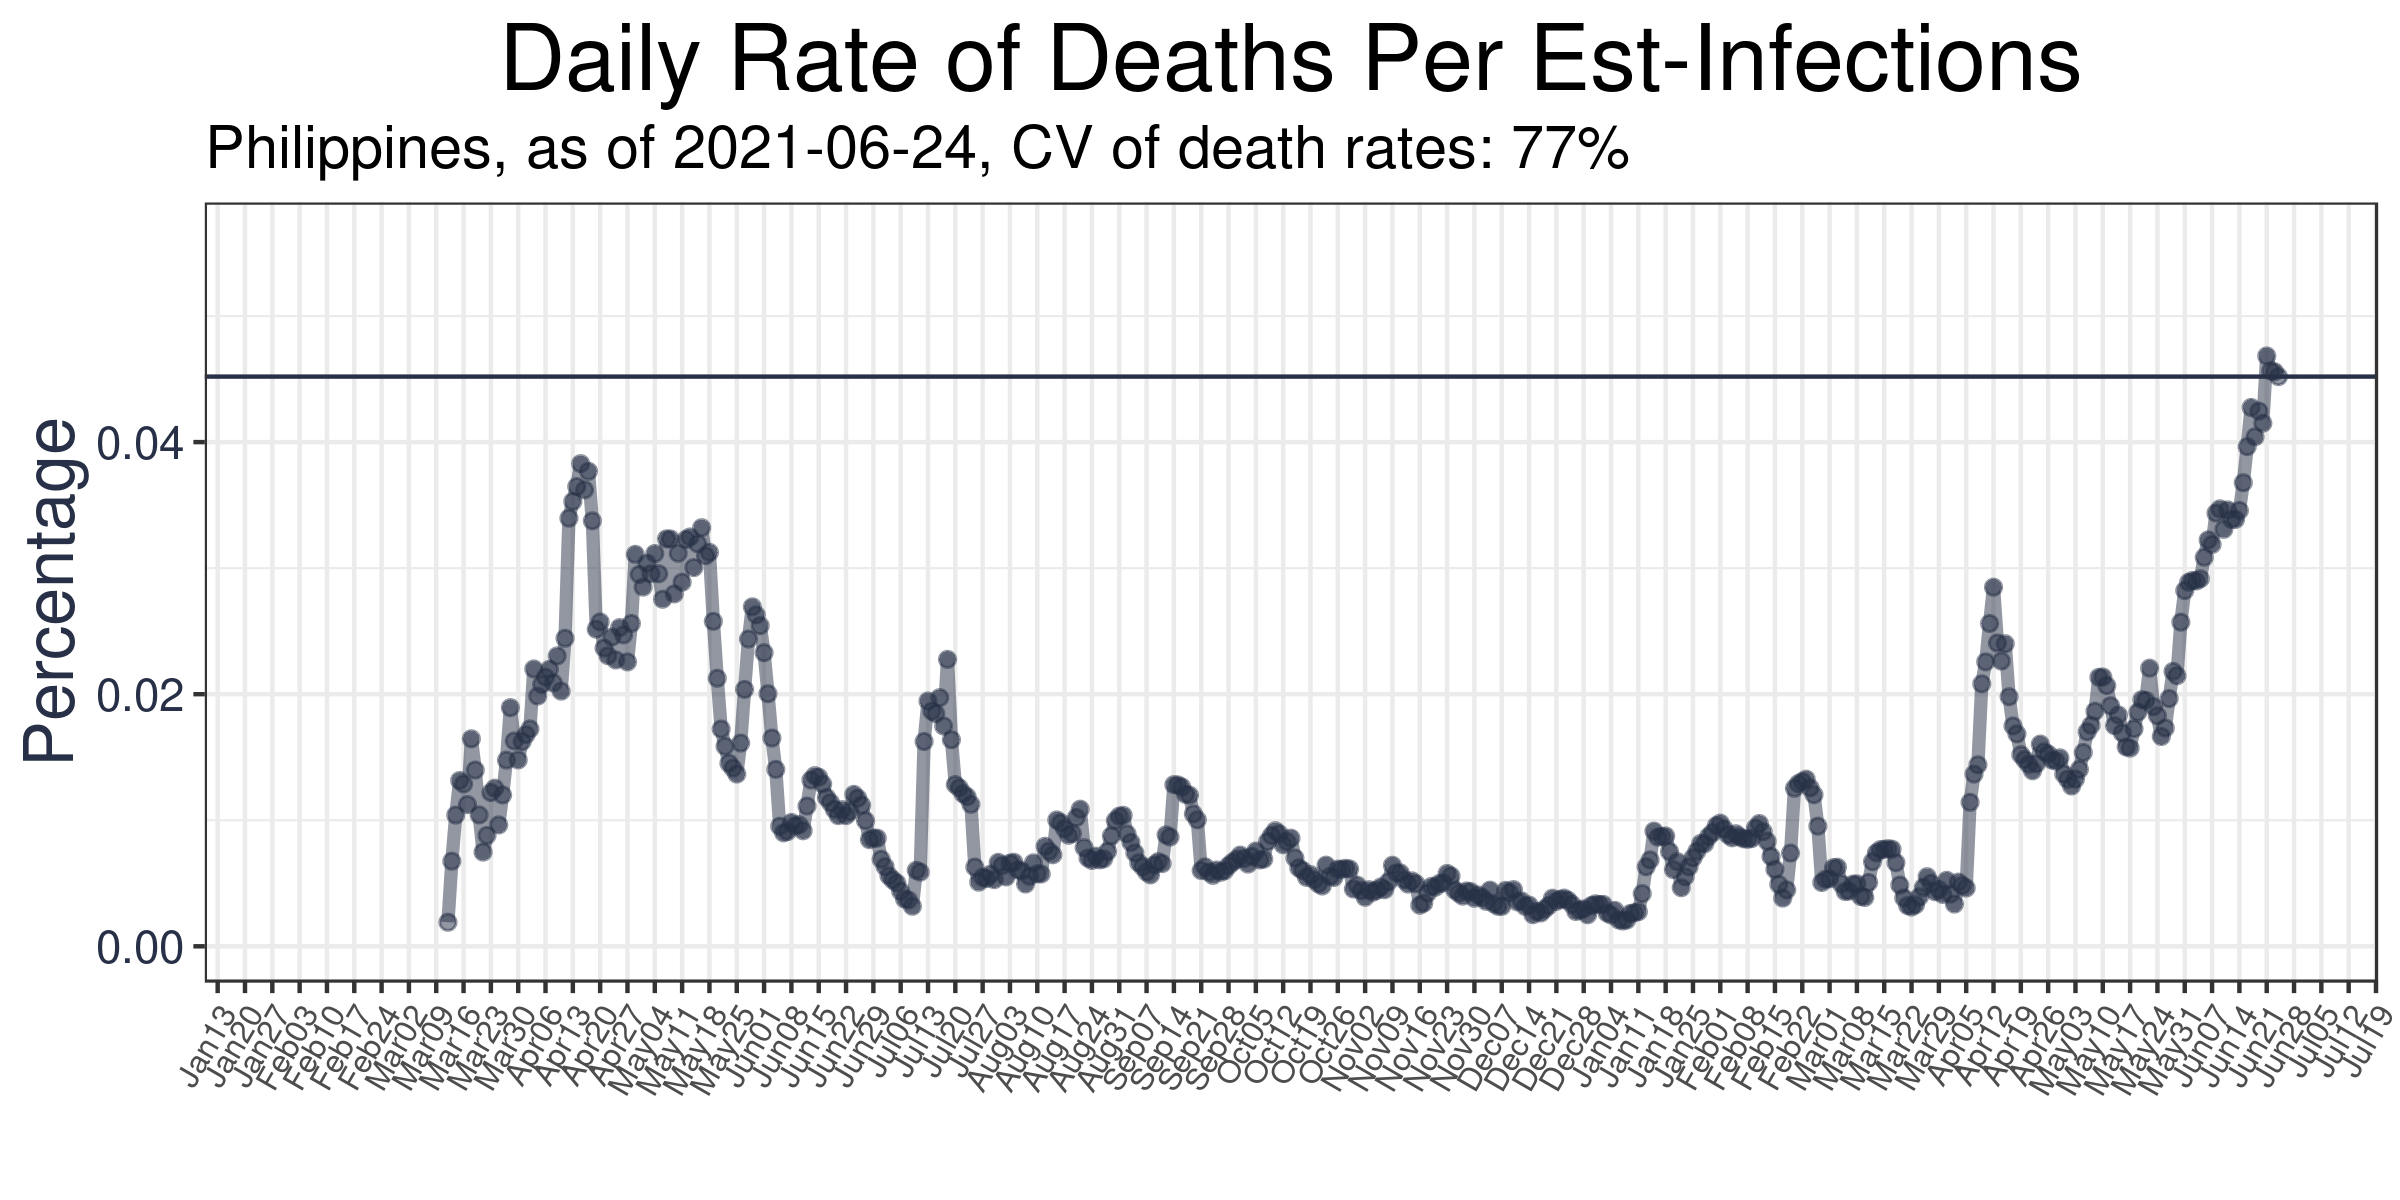 Daily Rate of Deaths Per Est-Infections
Philippines, as of 2021-06-24, CV of death rates: 77%
Percentage
0.04
0.02
0.00
Jan13
Jan20
Jan27
Feb03
Feb10
Feb17
Feb24
Mar02
Mar09
Mar16
Mar23
Mar30
Apr06
Apr13
Apr20
Apr27
May04
May11
May18
May25
Jun01
Jun08
Jun15
Jun22
Jun29
Jul06
Jul13
Jul20
Jul27
Aug03
Aug10
Aug17
Aug24
Aug31
Sep07
Sep14
Sep21
Sep28
Oct05
Oct12
Oct19
Oct26
Nov02
Nov09
Nov16
Nov23
Nov30
Dec07
Dec14
Dec21
Dec28
Jan04
Jan11
Jan18
Jan25
Feb01
Feb08
Feb15
Feb22
Mar01
Mar08
Mar15
Mar22
Mar29
Apr05
Apr12
Apr19
Apr26
May03
May10
May17
May24
May31
Jun07
Jun14
Jun21
Jun28
Jul05
Jul12
Jul19